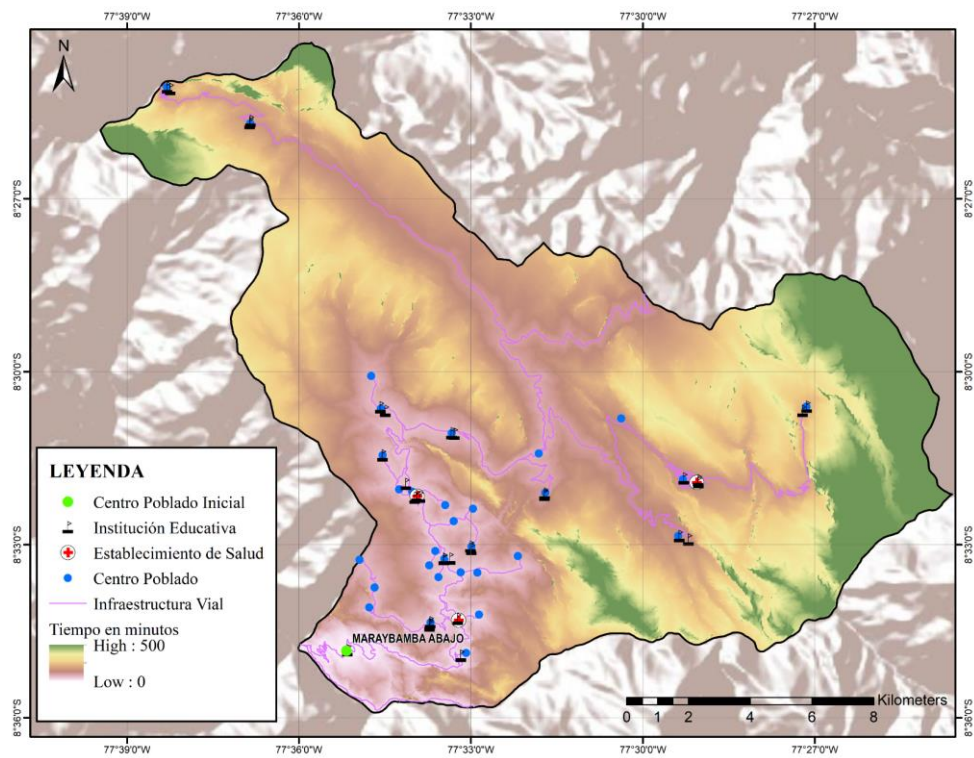 77°39'0"W 77°36'0"W 77°33'0"W 77°30'0"W 77°27'0"W
N
8°27'0"S 8°27'0"S
8°30'0"S 8°30'0"S
8°33'0"S 8°33'0"S
8°36'0"S 8°36'0"S
LEYENDA
Centro Poblado Inicial
Institución Educativa
Establecimiento de Salud
Centro Poblado
Infraestructura Vial
Tiempo en minutos
High : 500
Low : 0
MARAYBAMBA ABAJO
Kilometers
0 1 2 4 6 8
77°39'0"W 77°36'0"W 77°33'0"W 77°30'0"W 77°27'0"W